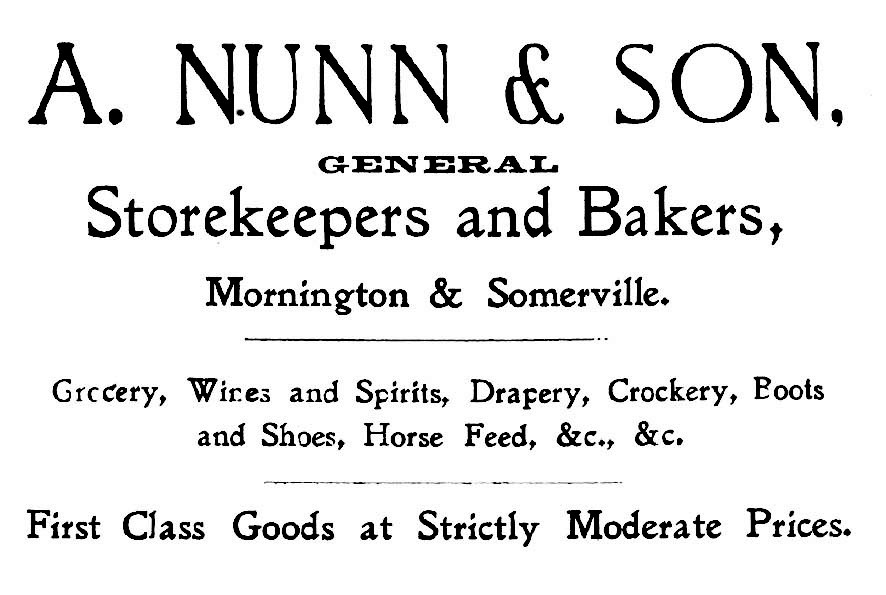 A. NUNN & SON,
GENERAL
Storekeepers and Bakers,
Mornington & Somerville.
Grocery, Wines and Spirits, Drapery, Crockery, Boots
and Shoes, Horse Feed, &c., &c.
First Class Goods at Strictly Moderate Prices.